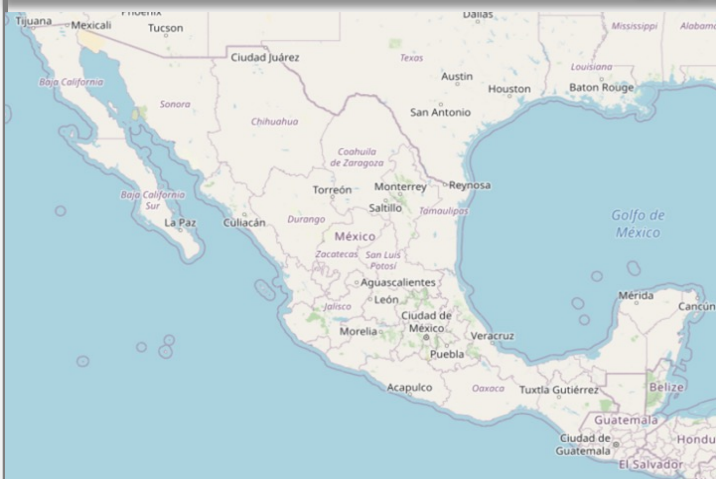 Phoenix
Dallas
Tijuana
Mexicali
Tucson
Mississippi
Alabama
Ciudad Juárez
Texas
Louisiana
Austin
Houston
Baton Rouge
Baja California
Sonora
Chihuahua
San Antonio
Coahuila
de Zaragoza
Torreón
Monterrey
Reynosa
Baja California
Sur
La Paz
Culiacán
Durango
Saltillo
Tamaulipas
Golfo de
México
México
Zacatecas
San Luis
Potosí
Aguascalientes
León
Jalisco
Ciudad de
México
Morelia
Veracruz
Puebla
Mérida
Cancún
Acapulco
Oaxaca
Tuxtla Gutiérrez
Belize
Guatemala
Ciudad de
Guatemala
Hondu
El Salvador